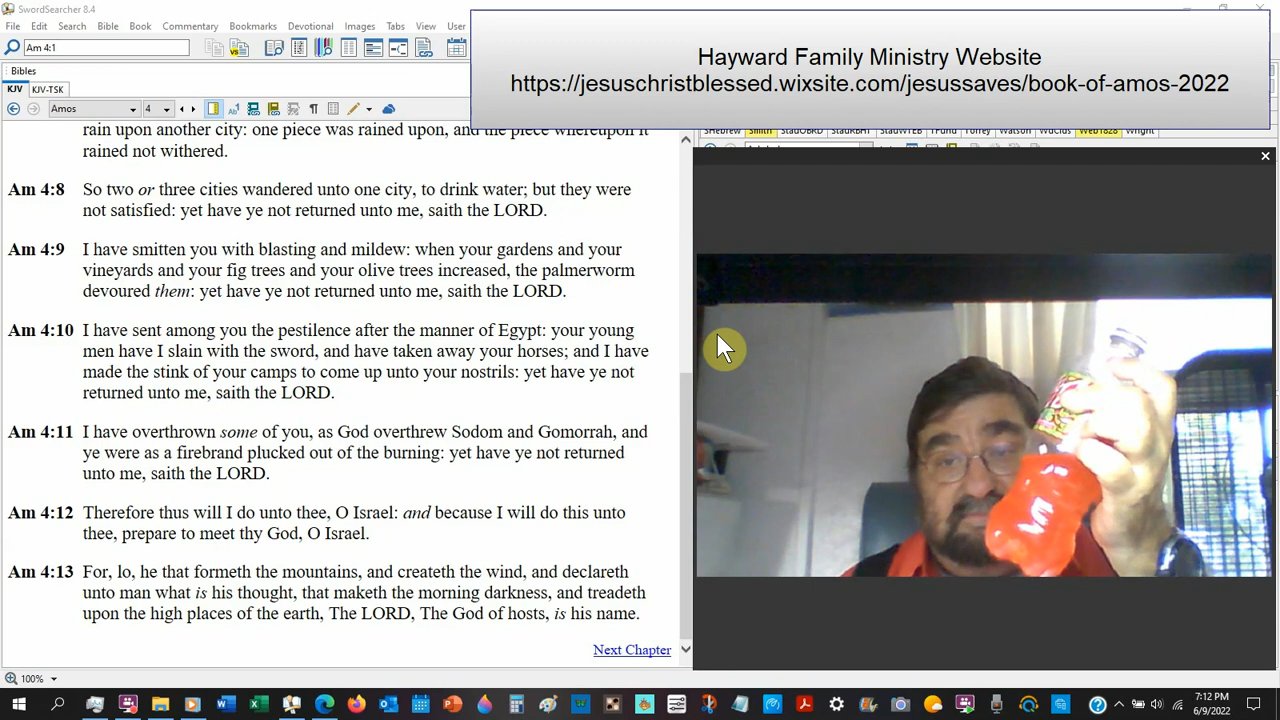 SwordSearcher 8.4
File Edit Search Bible Book Commentary Bookmarks Devotional Images Tabs View User
Am 4:1
Hayward Family Ministry Website
https://jesuschristblessed.wixsite.com/jesussaves/book-of-amos-2022
Bibles
KJV KJV-TSK
Amos 4
SHebrew Smith StauOBRD StauRBHT StauWTEB TFund Torrey Watson WdClds Web1828 Wright
rain upon another city: one piece was rained upon, and the piece whereupon it
rained not withered.
Am 4:8 So two or three cities wandered unto one city, to drink water; but they were
not satisfied: yet have ye not returned unto me, saith the LORD.
Am 4:9 I have smitten you with blasting and mildew: when your gardens and your
vineyards and your fig trees and your olive trees increased, the palmerworm
devoured them: yet have ye not returned unto me, saith the LORD.
Am 4:10 I have sent among you the pestilence after the manner of Egypt: your young
men have I slain with the sword, and have taken away your horses; and I have
made the stink of your camps to come up unto your nostrils: yet have ye not
returned unto me, saith the LORD.
Am 4:11 I have overthrown some of you, as God overthrew Sodom and Gomorrah, and
ye were as a firebrand plucked out of the burning: yet have ye not returned
unto me, saith the LORD.
Am 4:12 Therefore thus will I do unto thee, O Israel: and because I will do this unto
thee, prepare to meet thy God, O Israel.
Am 4:13 For, lo, he that formeth the mountains, and createth the wind, and declareth
unto man what is his thought, that maketh the morning darkness, and treadeth
upon the high places of the earth, The LORD, The God of hosts, is his name.
Next Chapter
100%
7:12 PM
6/9/2022